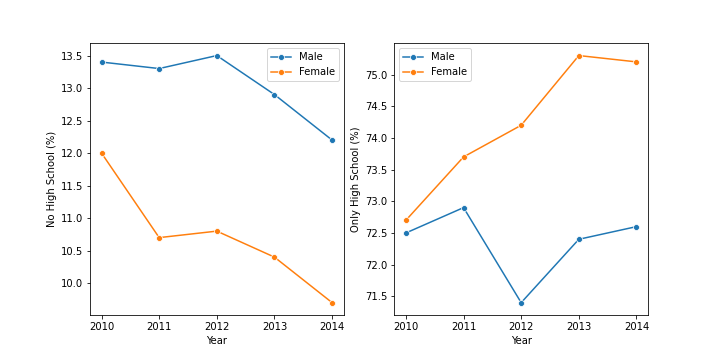 No High School (%)
13.5
13.0
12.5
12.0
11.5
11.0
10.5
10.0
2010 2011 2012 2013 2014
Year
Male
Female
Only High School (%)
75.0
74.5
74.0
73.5
73.0
72.5
72.0
71.5
2010 2011 2012 2013 2014
Year
Male
Female